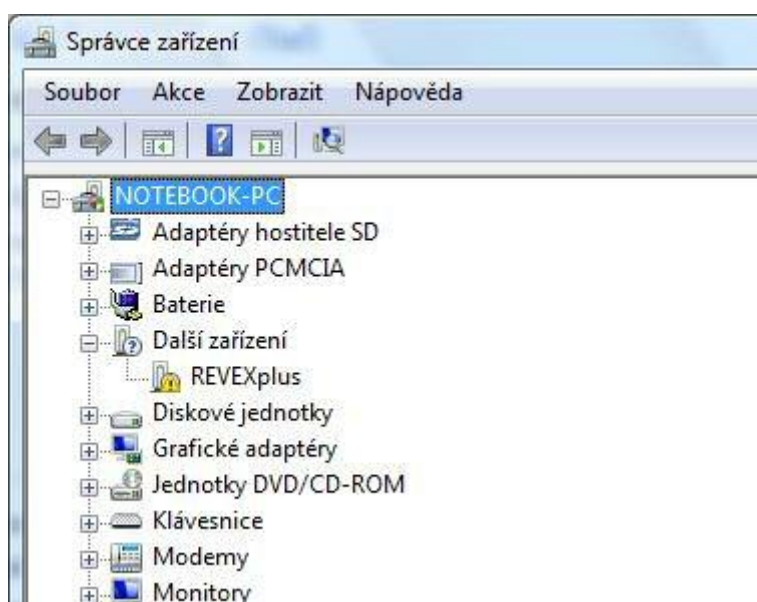 Správce zařízení
Soubor Akce Zobrazit Nápověda
NOTEBOOK-PC
Adaptéry hostitele SD
Adaptéry PCMCIA
Baterie
Další zařízení
REVEXplus
Diskové jednotky
Grafické adaptéry
Jednotky DVD/CD-ROM
Klávesnice
Modemy
Monitory